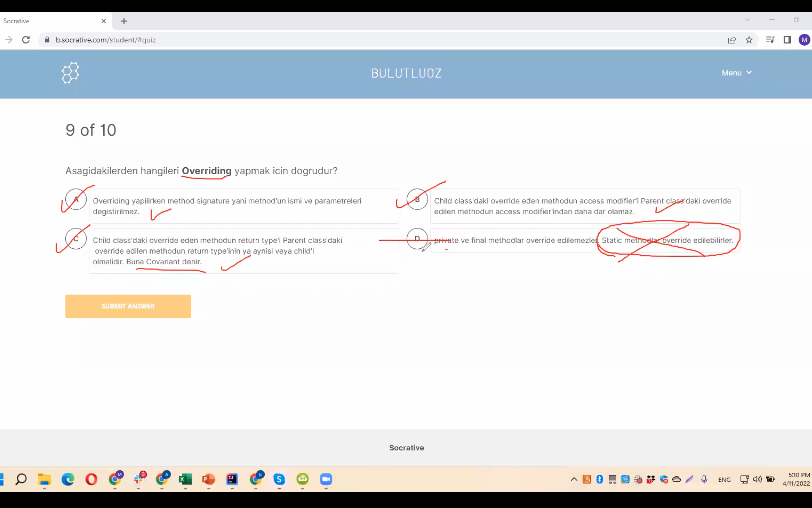 Socrative
b.socrative.com/student/#quiz
M
BULUTLUOZ
Menu
9 of 10
Asagidakilerden hangileri Overriding yapmak icin dogrudur?
A
Overriding yapilirken method signature yani method'un ismi ve parametreleri
degistirilmez.
B
Child class'daki override eden methodun access modifier'i Parent class'daki override
edilen methodun access modifier'indan daha dar olamaz.
C
Child class'daki override eden methodun return type'i Parent class'daki
override edilen methodun return type'inin ya aynisi veya child'i
olmalidir. Buna Covariant denir.
D
private ve final methodlar override edilemezler. Static methodlar override edilebilirler.
SUBMIT ANSWER
Socrative
ENG
5:10 PM
4/11/2022